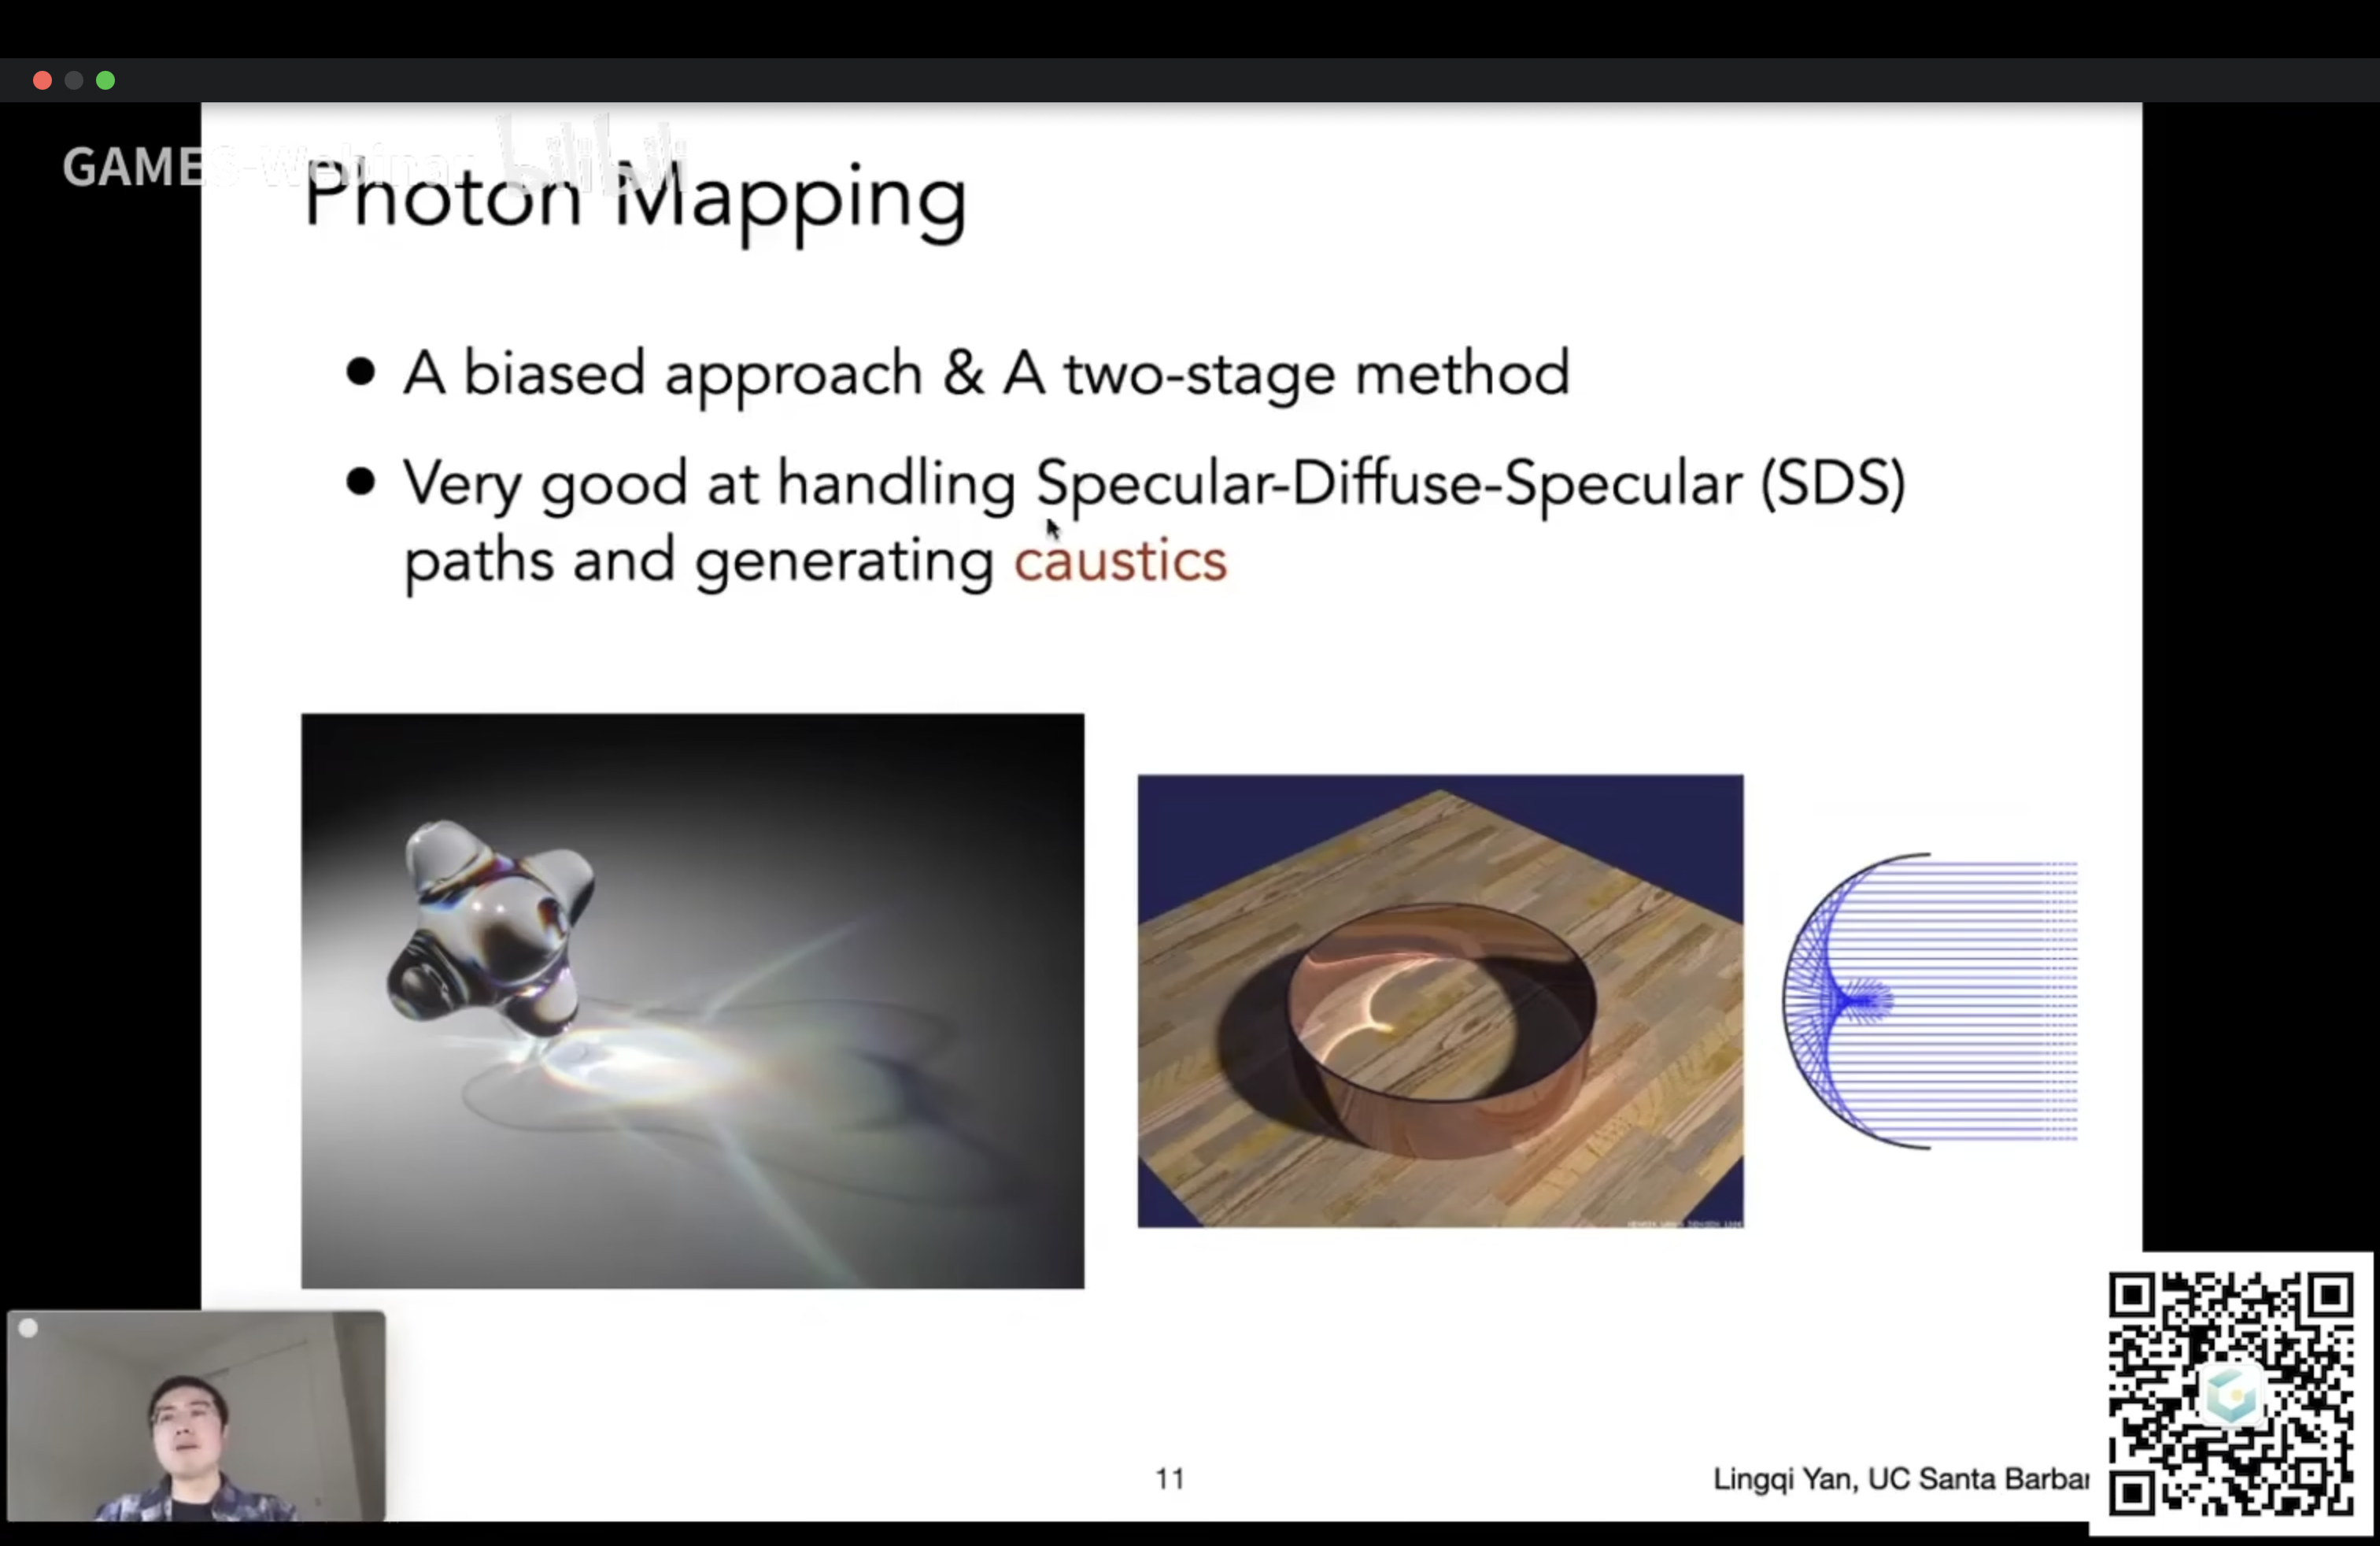 GAMES-Webinar bilibili
Photon Mapping
● A biased approach & A two-stage method
● Very good at handling Specular-Diffuse-Specular (SDS)
paths and generating caustics
11
Lingqi Yan, UC Santa Barbar